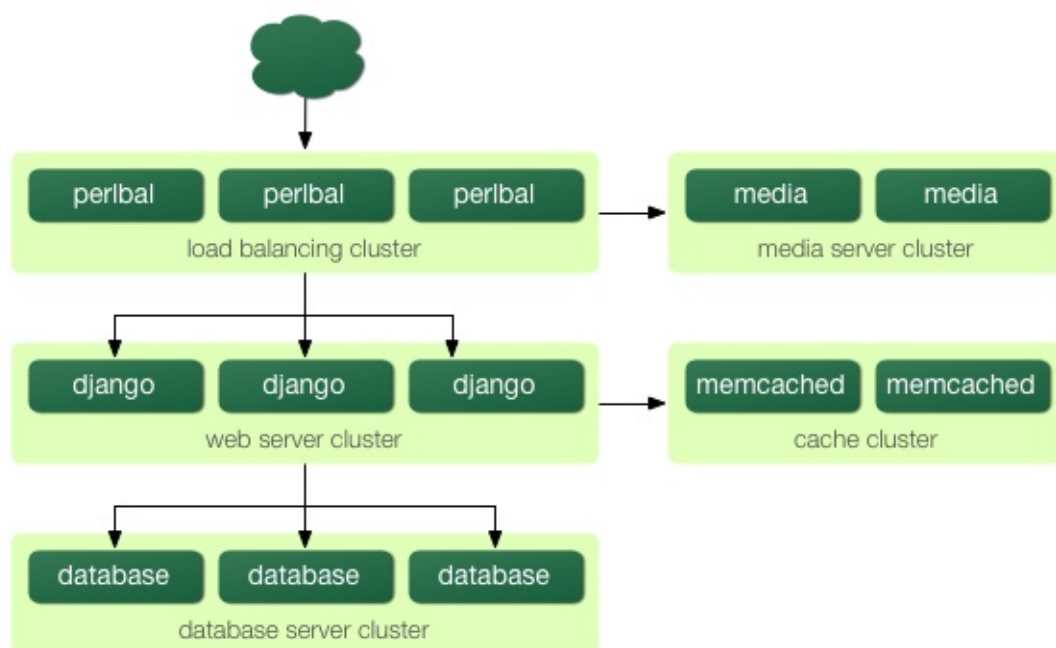 perlbal perlbal perlbal
load balancing cluster
media media
media server cluster
django django django
web server cluster
memcached memcached
cache cluster
database database database
database server cluster